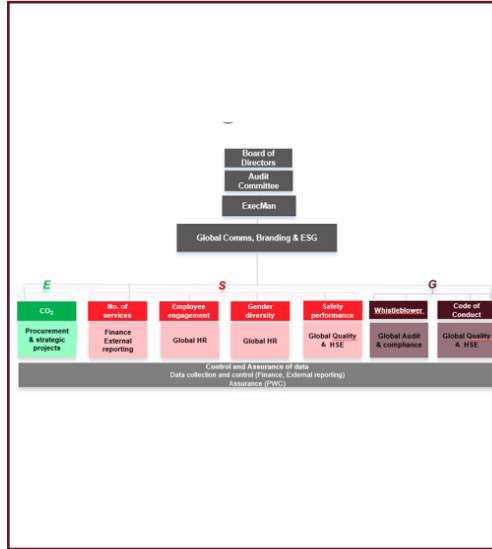 Board of
Directors
Audit
Committee
ExecMan
Global Comms, Branding & ESG
E
S
G
CO₂
No. of
services
Employee
engagement
Gender
diversity
Safety
performance
Whistleblower
Code of
Conduct
Procurement
& strategic
projects
Finance
External
reporting
Global HR
Global HR
Global Quality
& HSE
Global Audit
& compliance
Global Quality
& HSE
Control and Assurance of data
Data collection and control (Finance, External reporting)
Assurance (PWC)